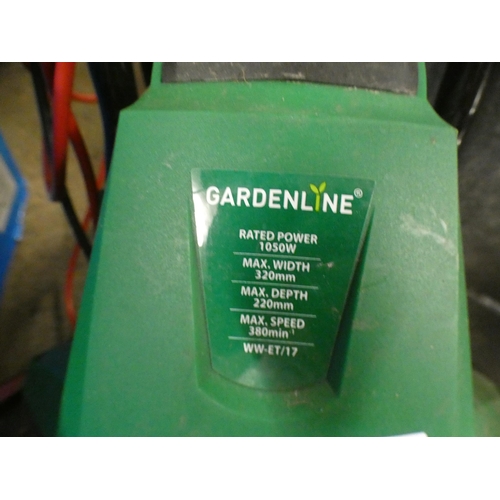 GARDENLINE®
RATED POWER
1050W
MAX. WIDTH
320mm
MAX. DEPTH
220mm
MAX. SPEED
380min⁻¹
WW-ET/17